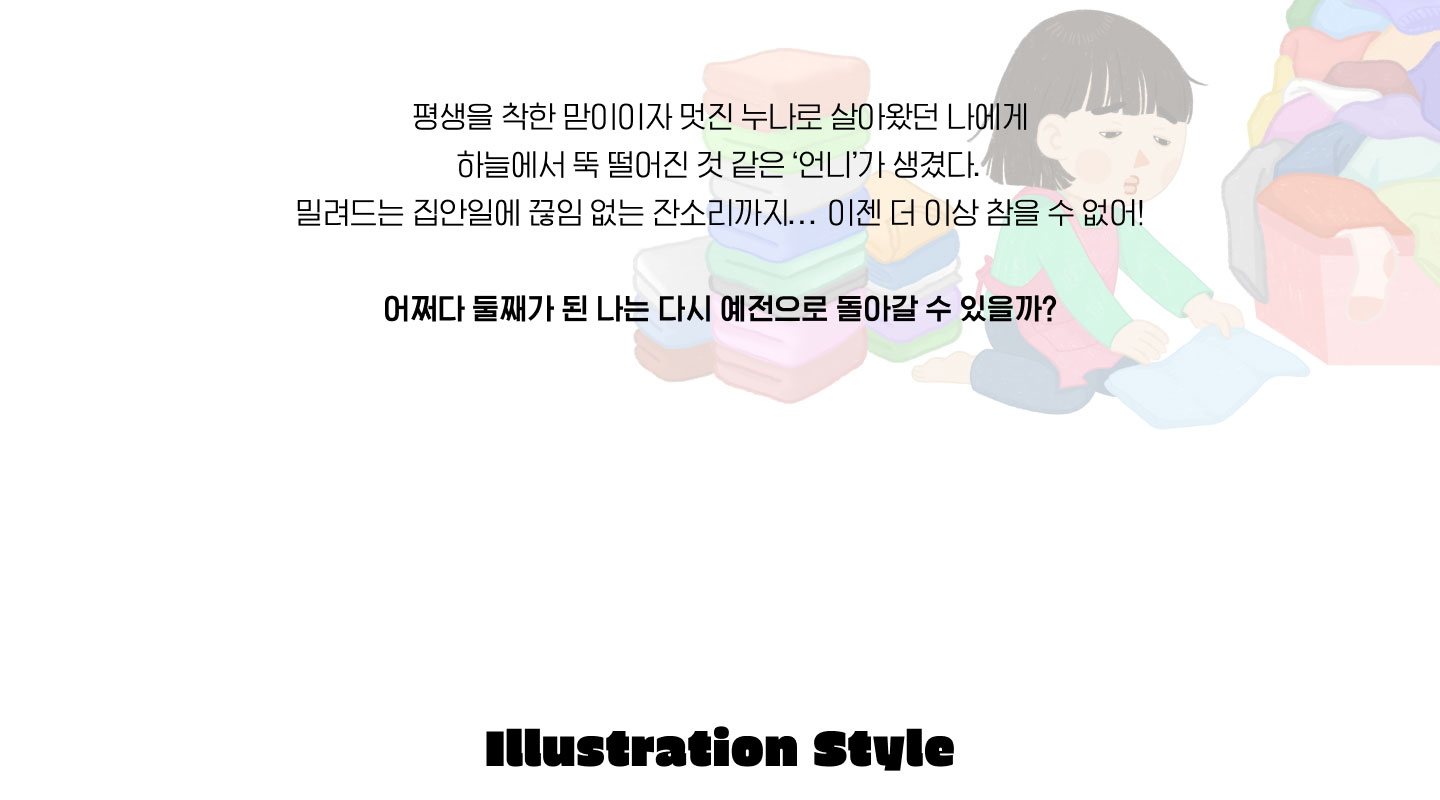 평생을 착한 맏이이자 멋진 누나로 살아왔던 나에게
하늘에서 뚝 떨어진 것 같은 ‘언니’가 생겼다.
밀려드는 집안일에 끊임 없는 잔소리까지... 이젠 더 이상 참을 수 없어!
어쩌다 둘째가 된 나는 다시 예전으로 돌아갈 수 있을까?
Illustration Style